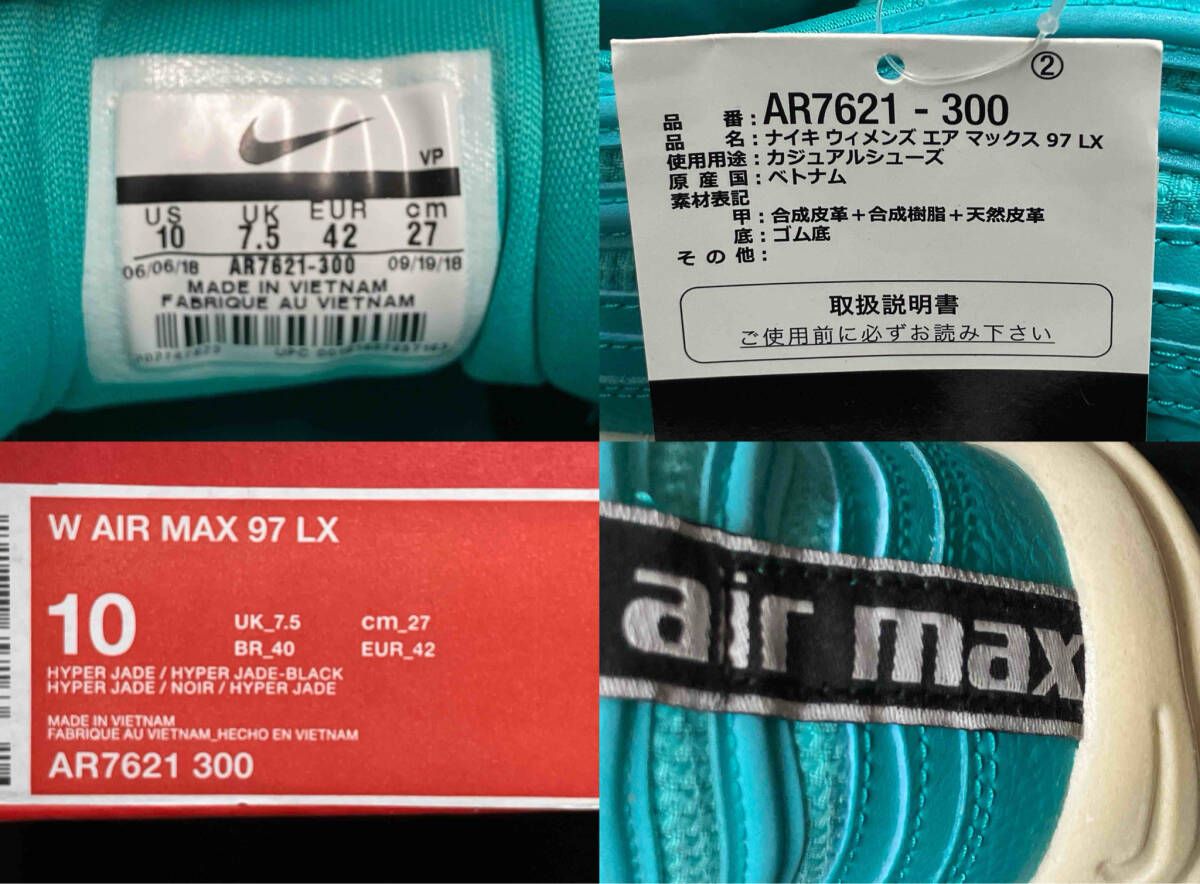 VP
US UK EUR cm
10 7.5 42 27
06/06/18 AR7621-300 09/19/18
MADE IN VIETNAM
FABRIQUE AU VIETNAM
UPC
②
品 番：AR7621 - 300
品 名：ナイキ ウィメンズ エア マックス 97 LX
使用用途：カジュアルシューズ
原 産 国：ベトナム
素材表記
甲：合成皮革＋合成樹脂＋天然皮革
底：ゴム底
そ の 他：
取扱説明書
ご使用前に必ずお読み下さい
W AIR MAX 97 LX
10 UK_7.5 cm_27
BR_40 EUR_42
HYPER JADE / HYPER JADE-BLACK
HYPER JADE / NOIR / HYPER JADE
MADE IN VIETNAM
FABRIQUÉ AU VIETNAM_HECHO EN VIETNAM
AR7621 300
air max